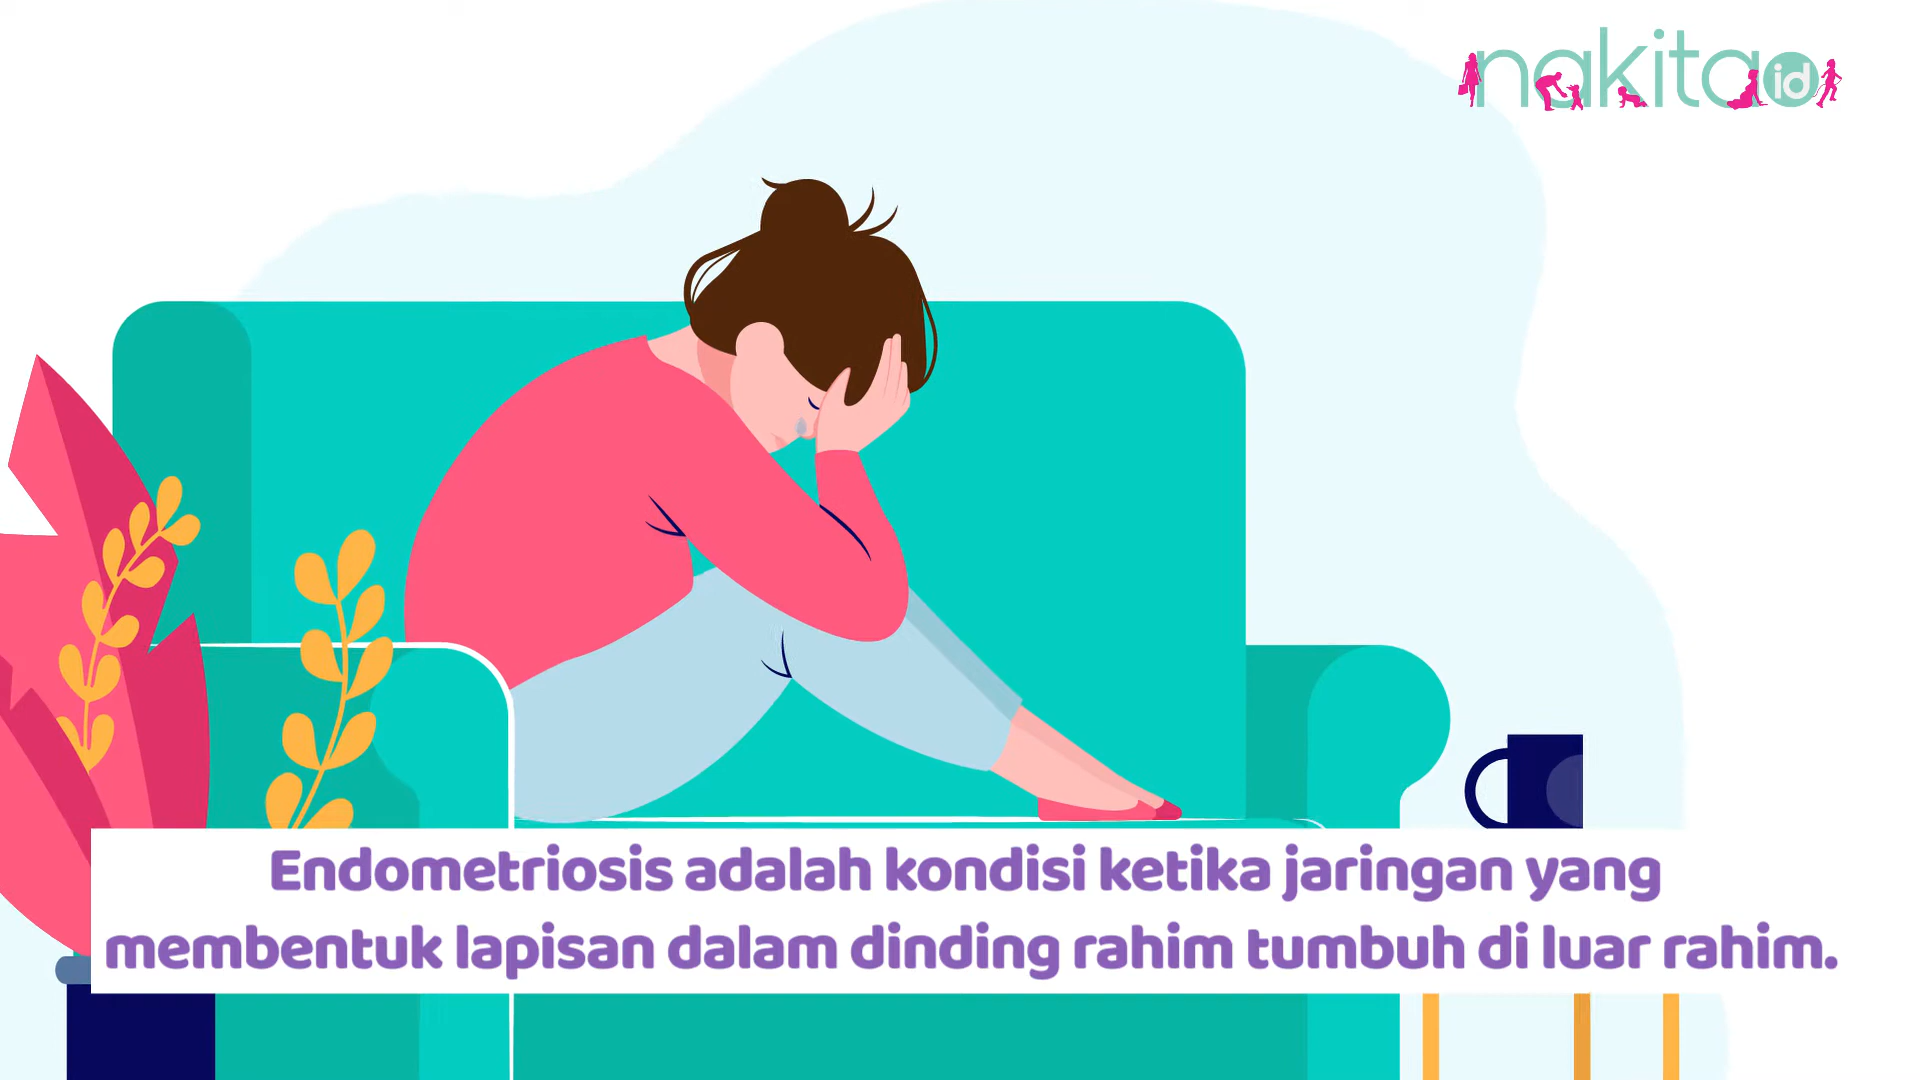 nakita id
Endometriosis adalah kondisi ketika jaringan yang
membentuk lapisan dalam dinding rahim tumbuh di luar rahim.